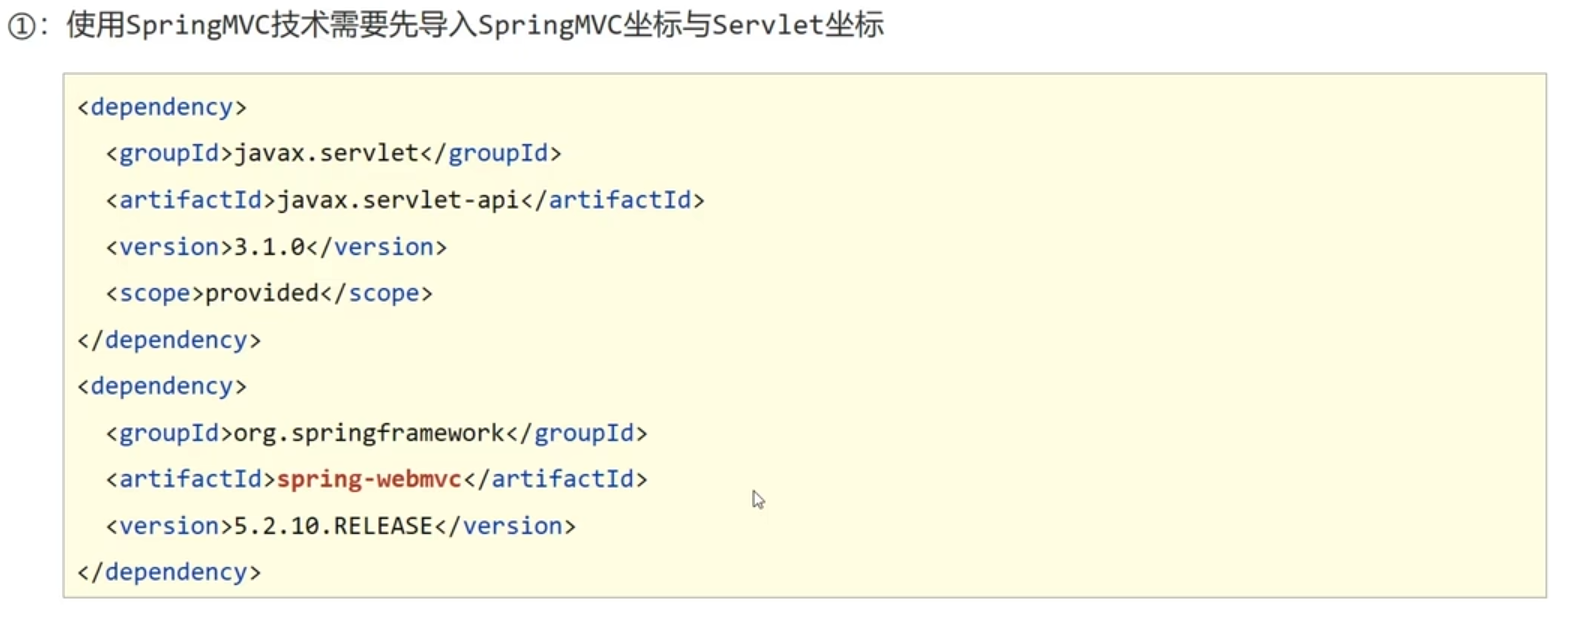 ①：使用SpringMVC技术需要先导入SpringMVC坐标与Servlet坐标
<dependency>
  <groupId>javax.servlet</groupId>
  <artifactId>javax.servlet-api</artifactId>
  <version>3.1.0</version>
  <scope>provided</scope>
</dependency>
<dependency>
  <groupId>org.springframework</groupId>
  <artifactId>spring-webmvc</artifactId>
  <version>5.2.10.RELEASE</version>
</dependency>